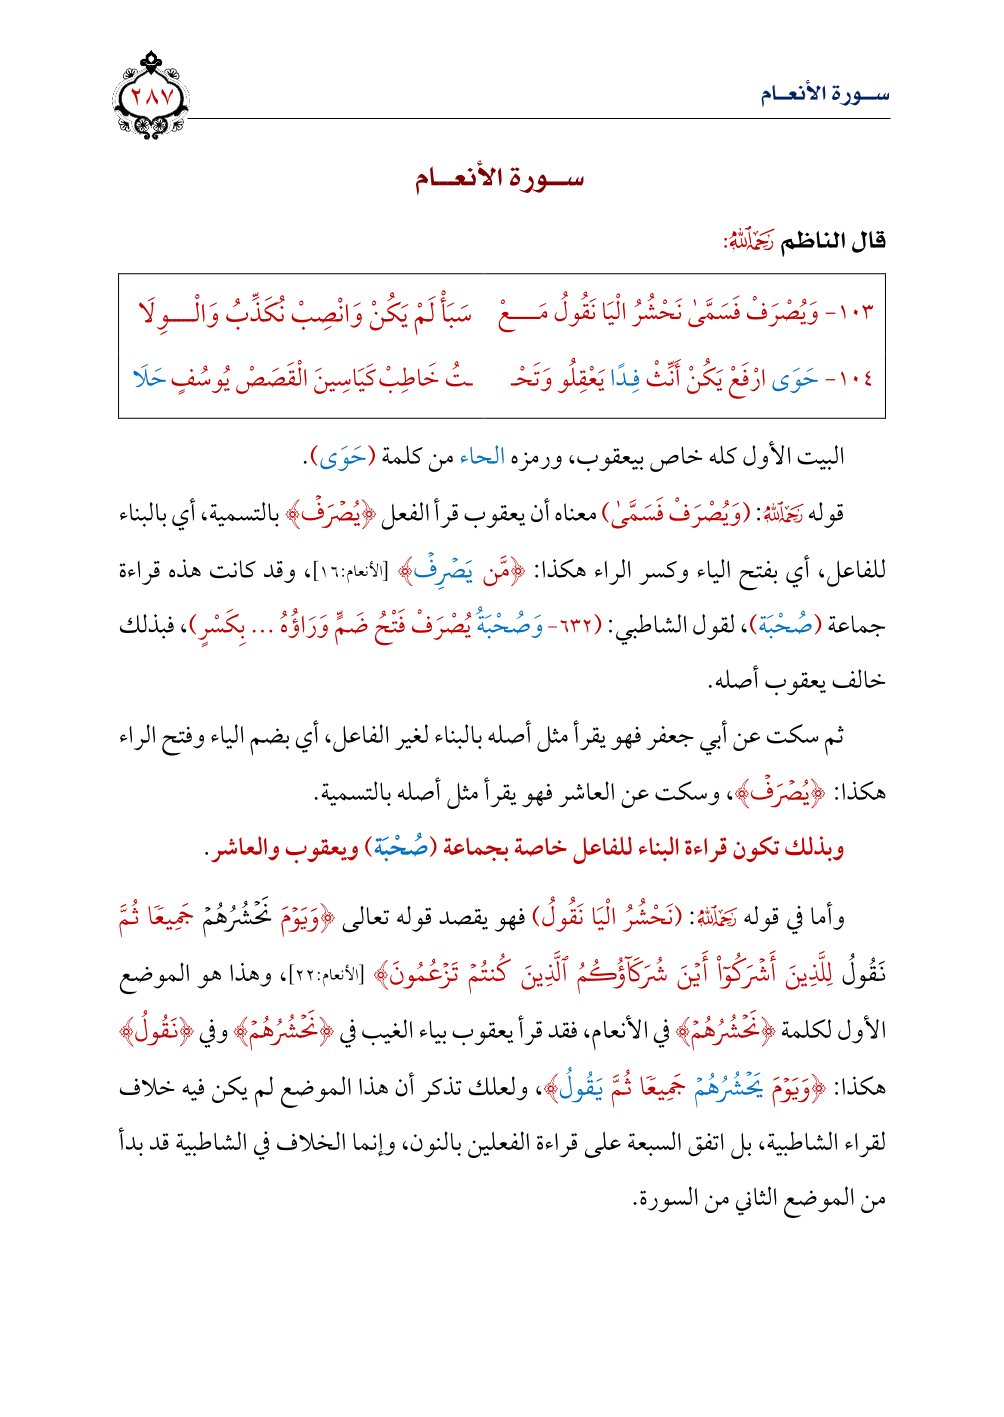 سـورة الأنعـام
٢٨٧
سـورة الأنعـام
قال الناظم رَحِمَهُ ٱللَّهُ:
١٠٣- وَيُصْرَفْ فَسَمَّىٰ نَحْشُرُ الْيَا نَقُولُ مَـــعْ سَبَأْ لَمْ يَكُنْ وَانْصِبْ نُكَذِّبُ وَالْـــوِلَا
١٠٤- حَوَى ارْفَعْ يَكُنْ أَنِّثْ فِدًا يَعْقِلُو وَتَحْـ ـتُ خَاطِبْ كَيَاسِينَ الْقَصَصْ يُوسُفٍ حَلَا
البيت الأول كله خاص بيعقوب، ورمزه الحاء من كلمة (حَوَى).
قوله رَحِمَهُ ٱللَّهُ: (وَيُصْرَفْ فَسَمَّىٰ) معناه أن يعقوب قرأ الفعل ﴿يُصْرَفْ﴾ بالتسمية، أي بالبناء
للفاعل، أي بفتح الياء وكسر الراء هكذا: ﴿مَّن يَصْرِفْ﴾ [الأنعام:١٦]، وقد كانت هذه قراءة
جماعة (صُحْبَة)، لقول الشاطبي: (٦٣٢- وَصُحْبَةُ يُصْرَفْ فَتْحُ ضَمٍّ وَرَاؤُهُ ... بِكَسْرٍ)، فبذلك
خالف يعقوب أصله.
ثم سكت عن أبي جعفر فهو يقرأ مثل أصله بالبناء لغير الفاعل، أي بضم الياء وفتح الراء
هكذا: ﴿يُصْرَفْ﴾، وسكت عن العاشر فهو يقرأ مثل أصله بالتسمية.
وبذلك تكون قراءة البناء للفاعل خاصة بجماعة (صُحْبَة) ويعقوب والعاشر.
وأما في قوله رَحِمَهُ ٱللَّهُ: (نَحْشُرُ الْيَا نَقُولُ) فهو يقصد قوله تعالى ﴿وَيَوْمَ نَحْشُرُهُمْ جَمِيعًا ثُمَّ
نَقُولُ لِلَّذِينَ أَشْرَكُوٓا۟ أَيْنَ شُرَكَآؤُكُمُ ٱلَّذِينَ كُنتُمْ تَزْعُمُونَ﴾ [الأنعام:٢٢]، وهذا هو الموضع
الأول لكلمة ﴿نَحْشُرُهُمْ﴾ في الأنعام، فقد قرأ يعقوب بياء الغيب في ﴿نَحْشُرُهُمْ﴾ وفي ﴿نَقُولُ﴾
هكذا: ﴿وَيَوْمَ يَحْشُرُهُمْ جَمِيعًا ثُمَّ يَقُولُ﴾، ولعلك تذكر أن هذا الموضع لم يكن فيه خلاف
لقراء الشاطبية، بل اتفق السبعة على قراءة الفعلين بالنون، وإنما الخلاف في الشاطبية قد بدأ
من الموضع الثاني من السورة.